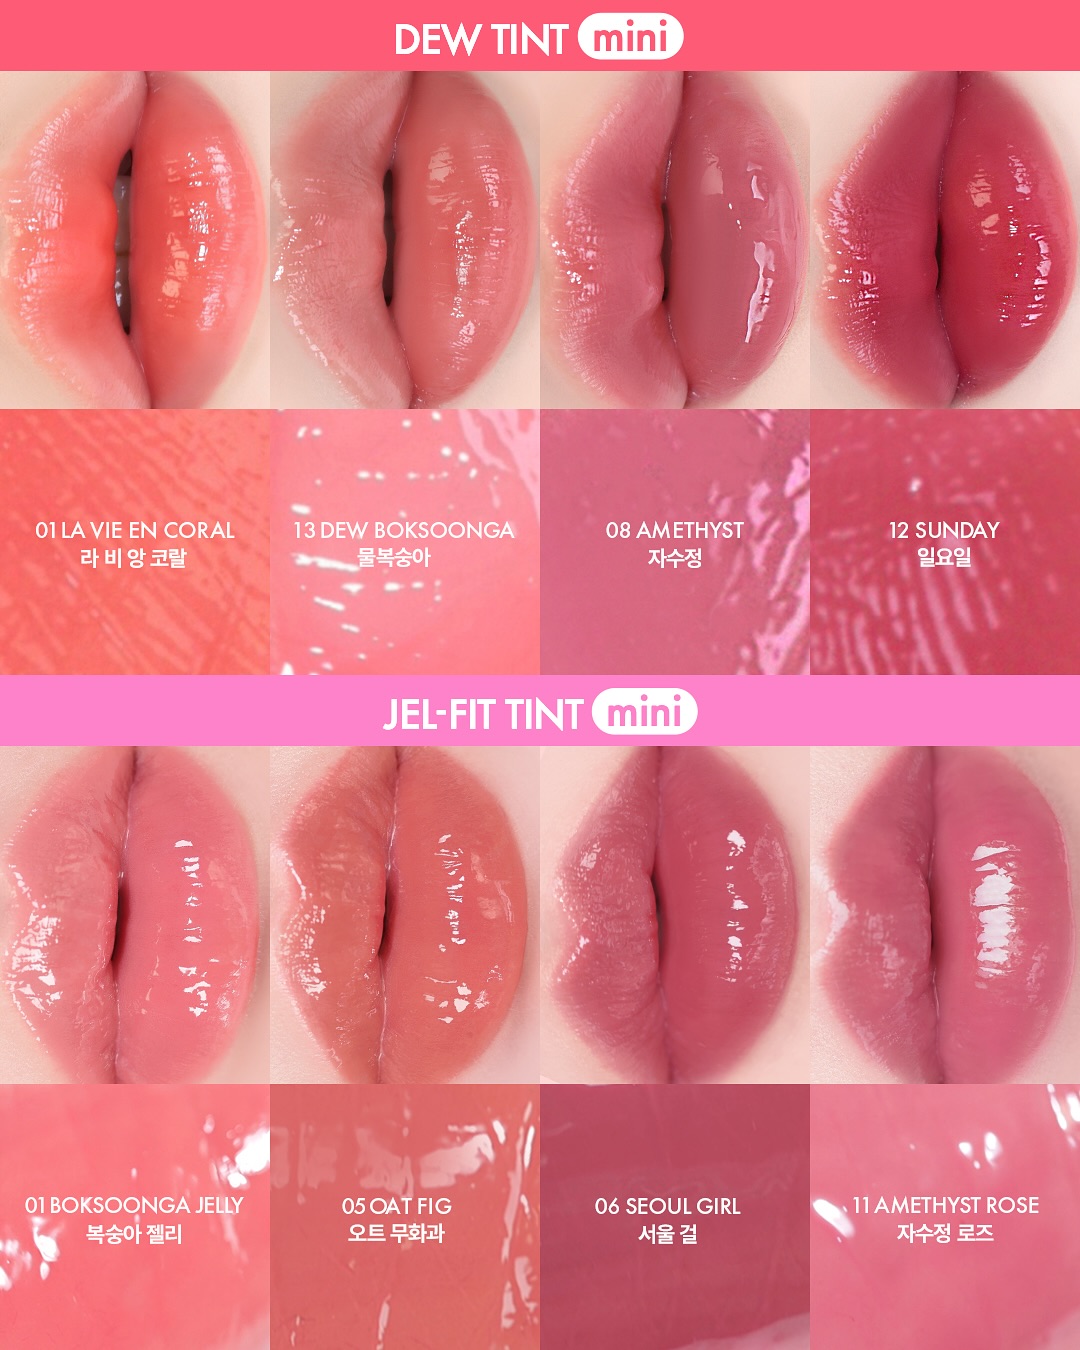 DEW TINT mini
01 LA VIE EN CORAL
라 비 앙 코랄
13 DEW BOKSOONGA
물복숭아
08 AMETHYST
자수정
12 SUNDAY
일요일
JEL-FIT TINT mini
01 BOKSOONGA JELLY
복숭아 젤리
05 OAT FIG
오트 무화과
06 SEOUL GIRL
서울 걸
11 AMETHYST ROSE
자수정 로즈